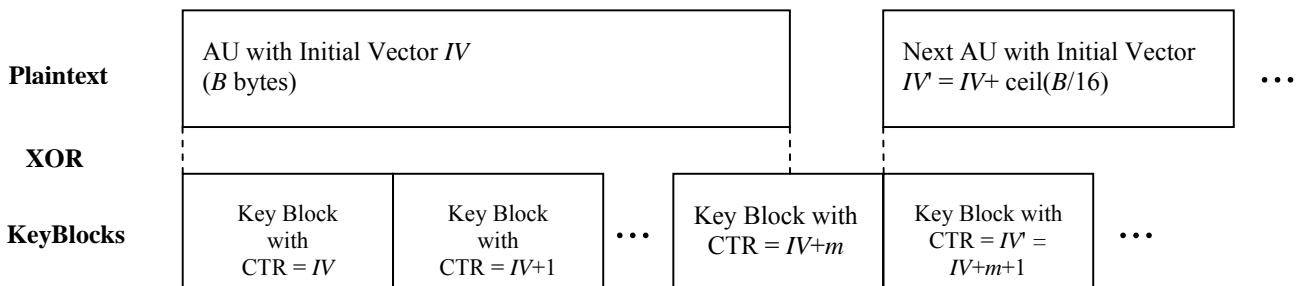 Plaintext
AU with Initial Vector IV
(B bytes)
Next AU with Initial Vector
IV' = IV+ ceil(B/16)
...
XOR
KeyBlocks
Key Block
with
CTR = IV
Key Block
with
CTR = IV+1
...
Key Block with
CTR = IV+m
Key Block with
CTR = IV' =
IV+m+1
...